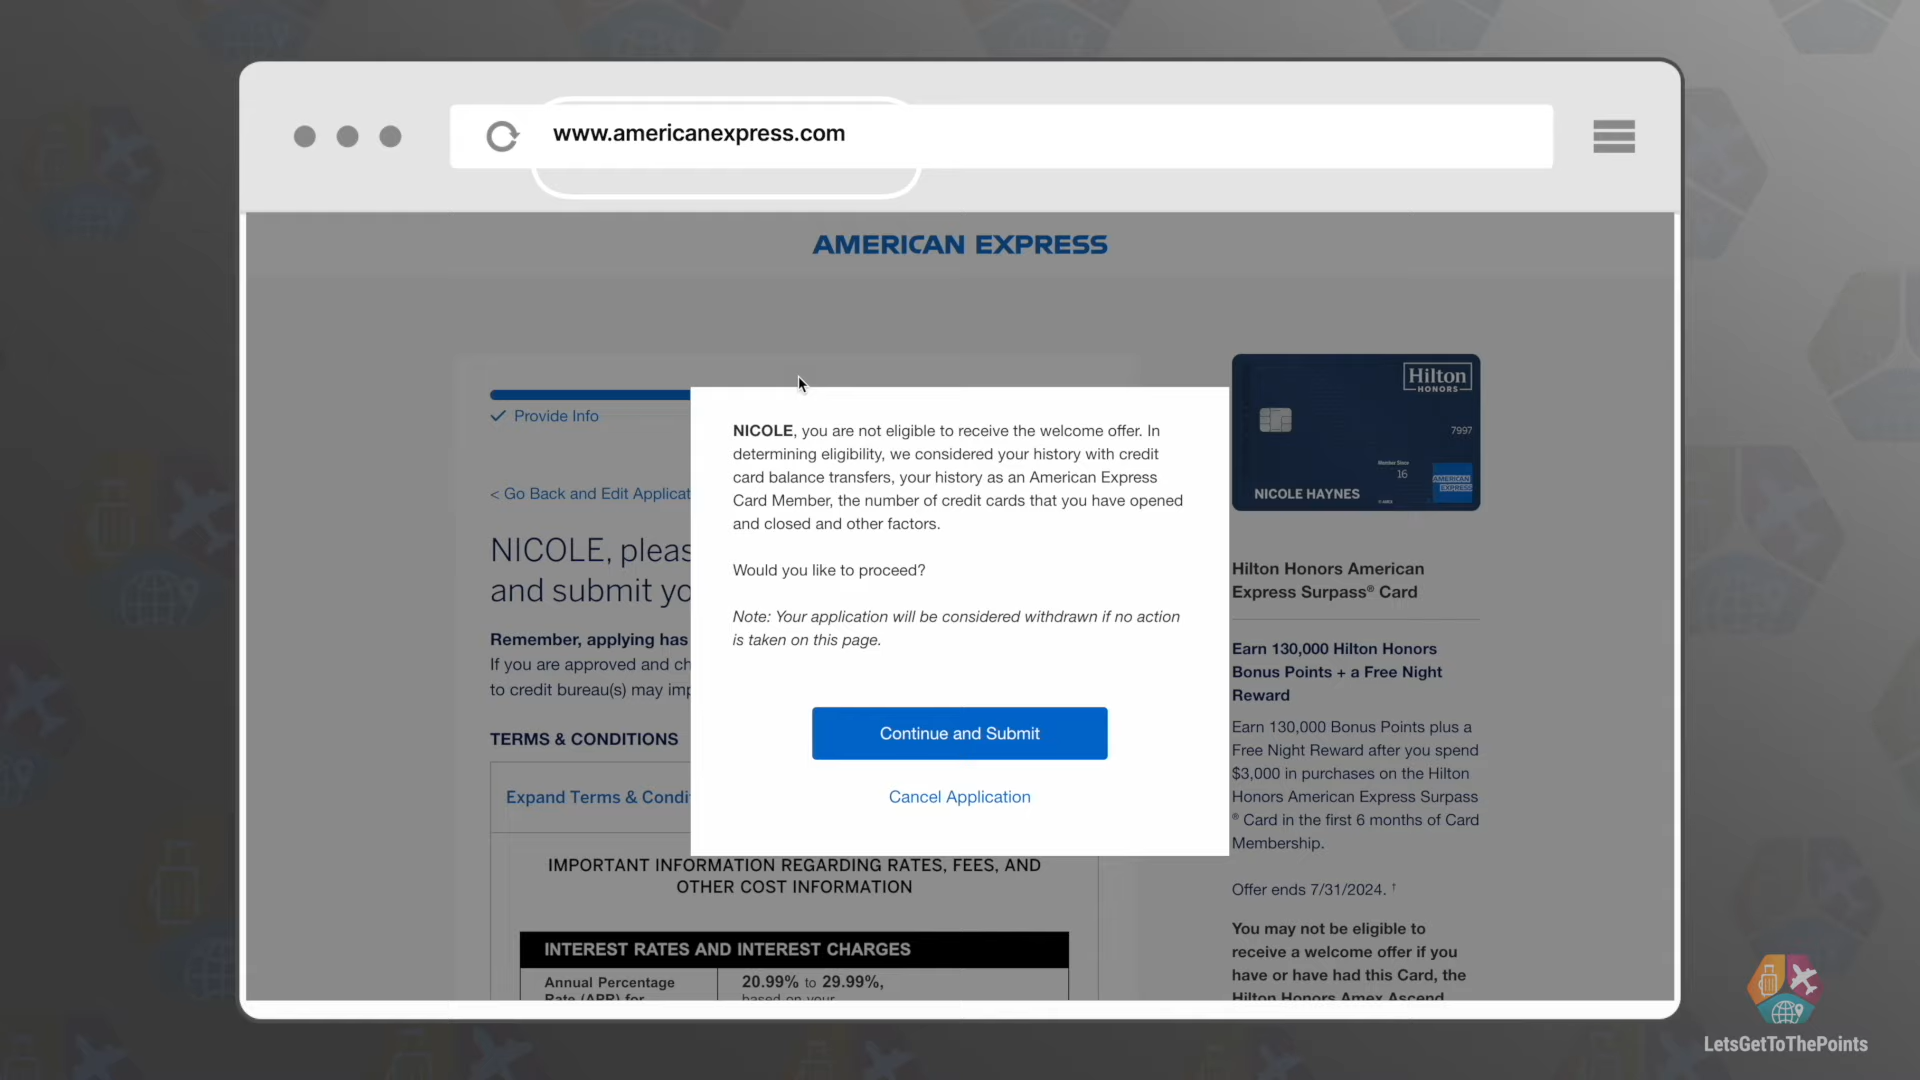 www.americanexpress.com
AMERICAN EXPRESS
✓ Provide Info
< Go Back and Edit Applicat
NICOLE, pleas
and submit yo
Remember, applying has
If you are approved and ch
to credit bureau(s) may imp
TERMS & CONDITIONS
Expand Terms & Condi
IMPORTANT INFORMATION REGARDING RATES, FEES, AND
OTHER COST INFORMATION
INTEREST RATES AND INTEREST CHARGES
Annual Percentage
Rate (APR) for
20.99% to 29.99%,
based on your
NICOLE, you are not eligible to receive the welcome offer. In
determining eligibility, we considered your history with credit
card balance transfers, your history as an American Express
Card Member, the number of credit cards that you have opened
and closed and other factors.
Would you like to proceed?
Note: Your application will be considered withdrawn if no action
is taken on this page.
Continue and Submit
Cancel Application
Hilton
HONORS
7997
Member Since
16
NICOLE HAYNES
AMERICAN
EXPRESS
Hilton Honors American
Express Surpass® Card
Earn 130,000 Hilton Honors
Bonus Points + a Free Night
Reward
Earn 130,000 Bonus Points plus a
Free Night Reward after you spend
$3,000 in purchases on the Hilton
Honors American Express Surpass
® Card in the first 6 months of Card
Membership.
Offer ends 7/31/2024. †
You may not be eligible to
receive a welcome offer if you
have or have had this Card, the
Hilton Honors Amex Ascend
LetsGetToThePoints